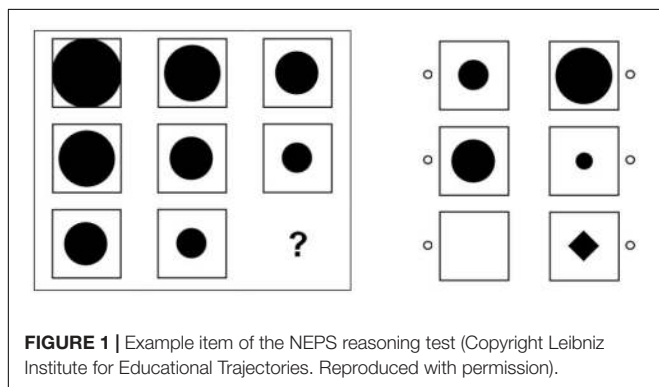 ?
FIGURE 1 | Example item of the NEPS reasoning test (Copyright Leibniz
Institute for Educational Trajectories. Reproduced with permission).